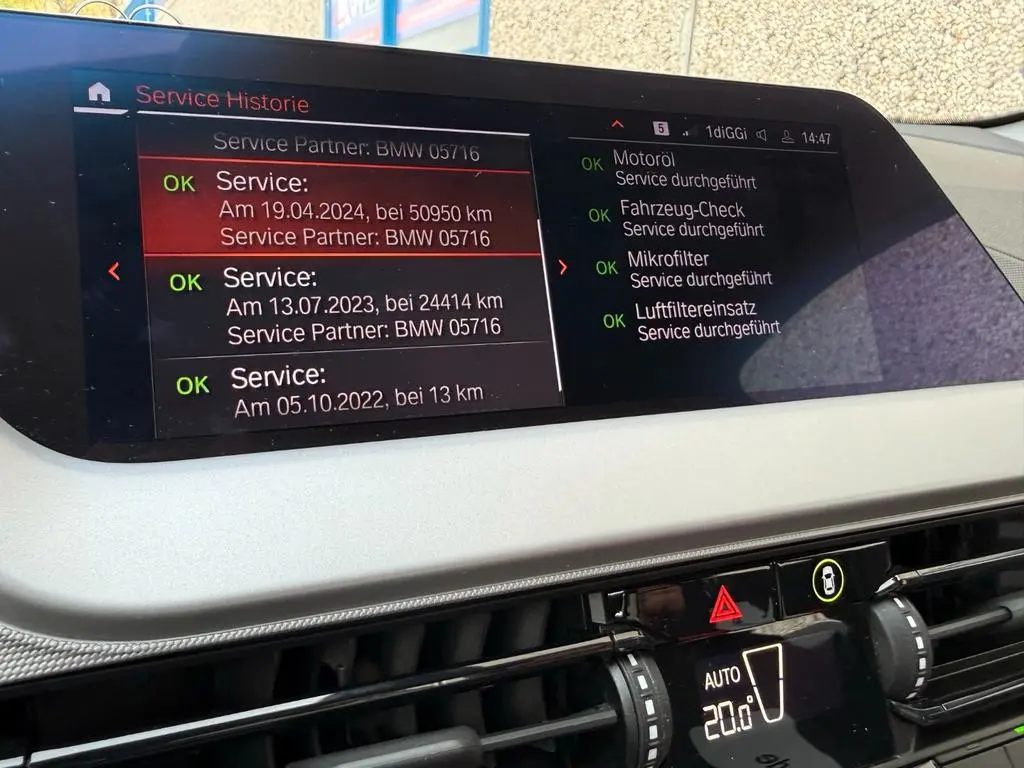 Service Historie
5 1diGGi 14:47
Service Partner: BMW 05716
OK Service:
Am 19.04.2024, bei 50950 km
Service Partner: BMW 05716
OK Service:
Am 13.07.2023, bei 24414 km
Service Partner: BMW 05716
OK Service:
Am 05.10.2022, bei 13 km
OK Motoröl
Service durchgeführt
OK Fahrzeug-Check
Service durchgeführt
OK Mikrofilter
Service durchgeführt
OK Luftfiltereinsatz
Service durchgeführt
AUTO
20.0°